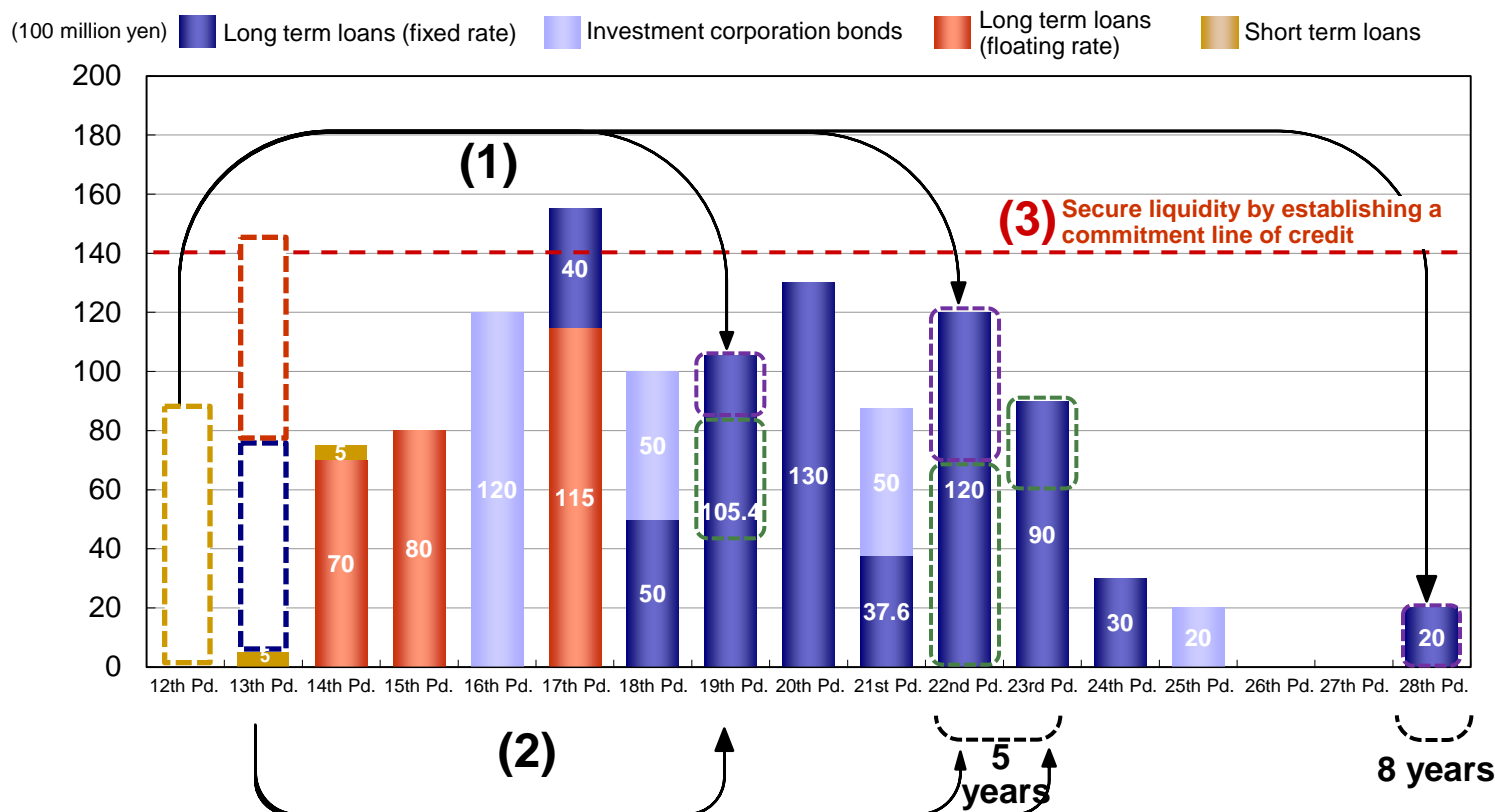 (100 million yen)
Long term loans (fixed rate)
Investment corporation bonds
Long term loans
(floating rate)
Short term loans
200
180
160
140
120
100
80
60
40
20
0
(1)
(3)
Secure liquidity by establishing a
commitment line of credit
5
5
70
80
120
40
115
50
50
105.4
130
50
37.6
120
90
30
20
20
12th Pd.
13th Pd.
14th Pd.
15th Pd.
16th Pd.
17th Pd.
18th Pd.
19th Pd.
20th Pd.
21st Pd.
22nd Pd.
23rd Pd.
24th Pd.
25th Pd.
26th Pd.
27th Pd.
28th Pd.
(2)
5
years
8 years